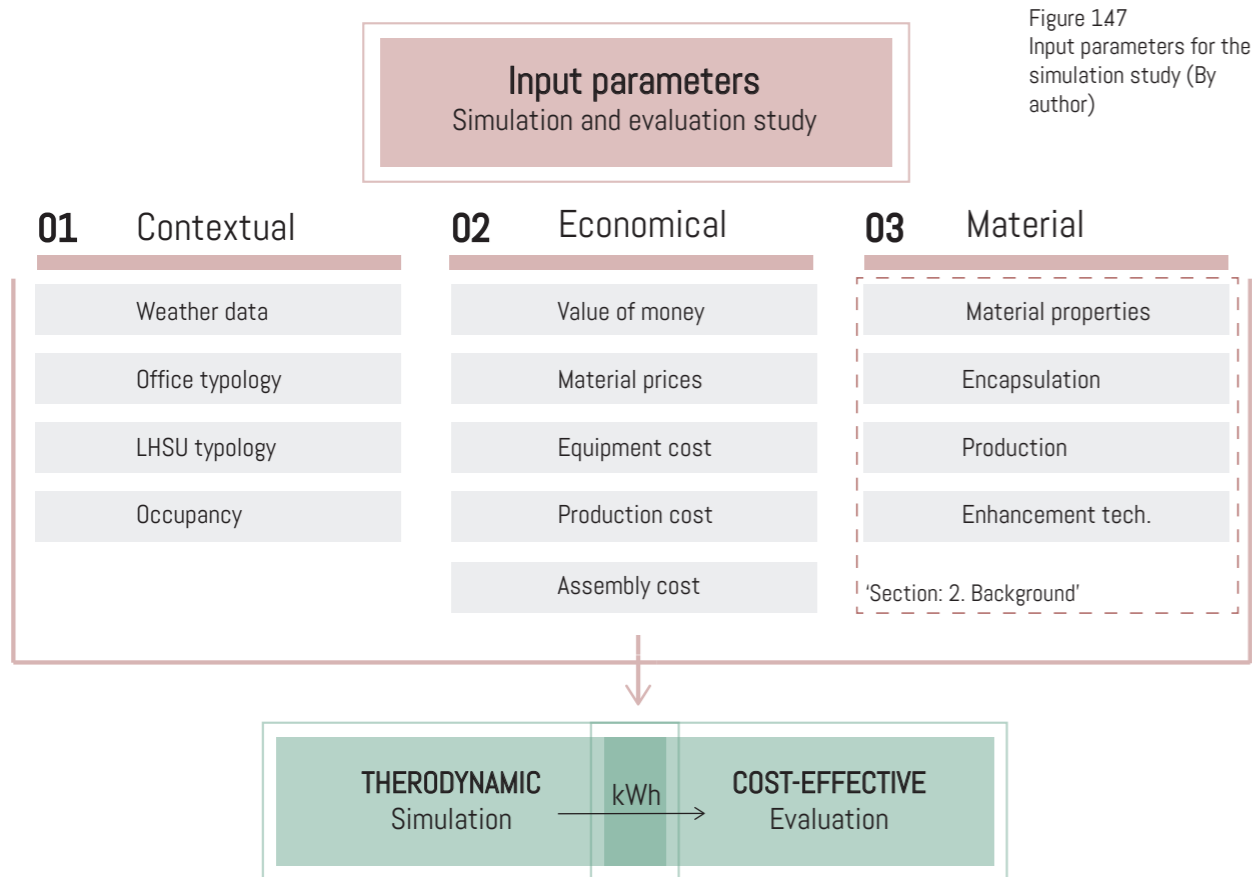 Figure 147
Input parameters for the
simulation study (By
author)
Input parameters
Simulation and evaluation study
01 Contextual
Weather data
Office typology
LHSU typology
Occupancy
02 Economical
Value of money
Material prices
Equipment cost
Production cost
Assembly cost
03 Material
Material properties
Encapsulation
Production
Enhancement tech.
‘Section: 2. Background’
THERODYNAMIC
Simulation
kWh
COST-EFFECTIVE
Evaluation